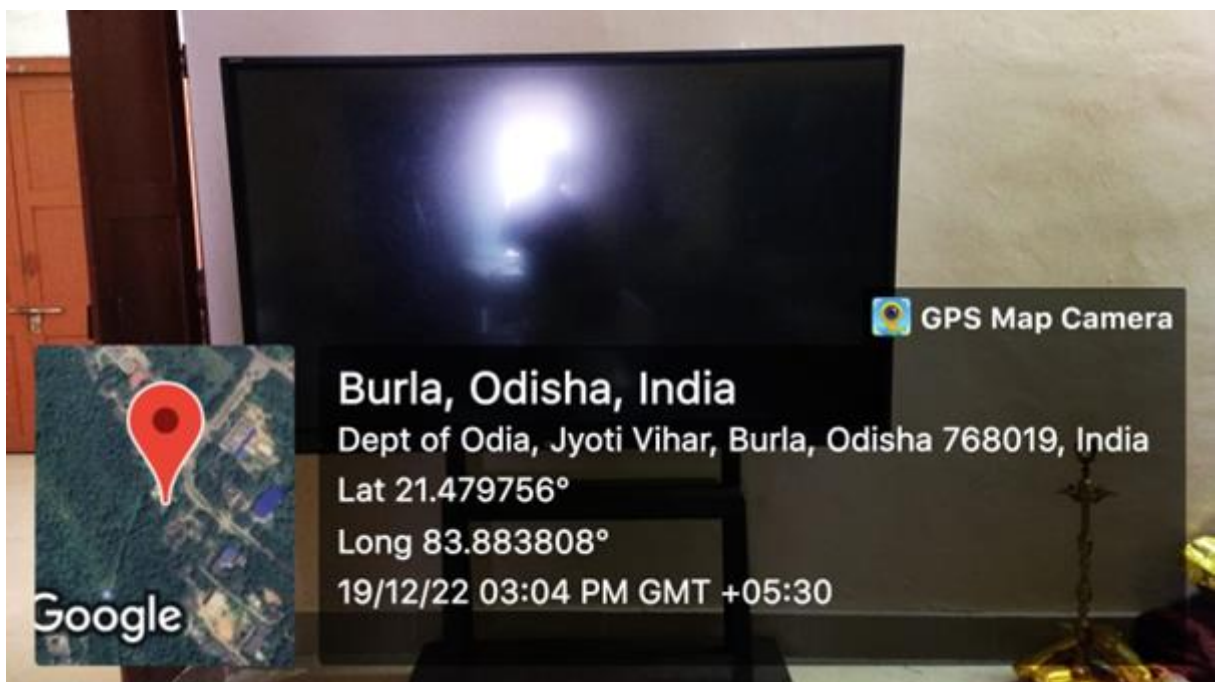 GPS Map Camera
Burla, Odisha, India
Dept of Odia, Jyoti Vihar, Burla, Odisha 768019, India
Lat 21.479756°
Long 83.883808°
19/12/22 03:04 PM GMT +05:30
Google